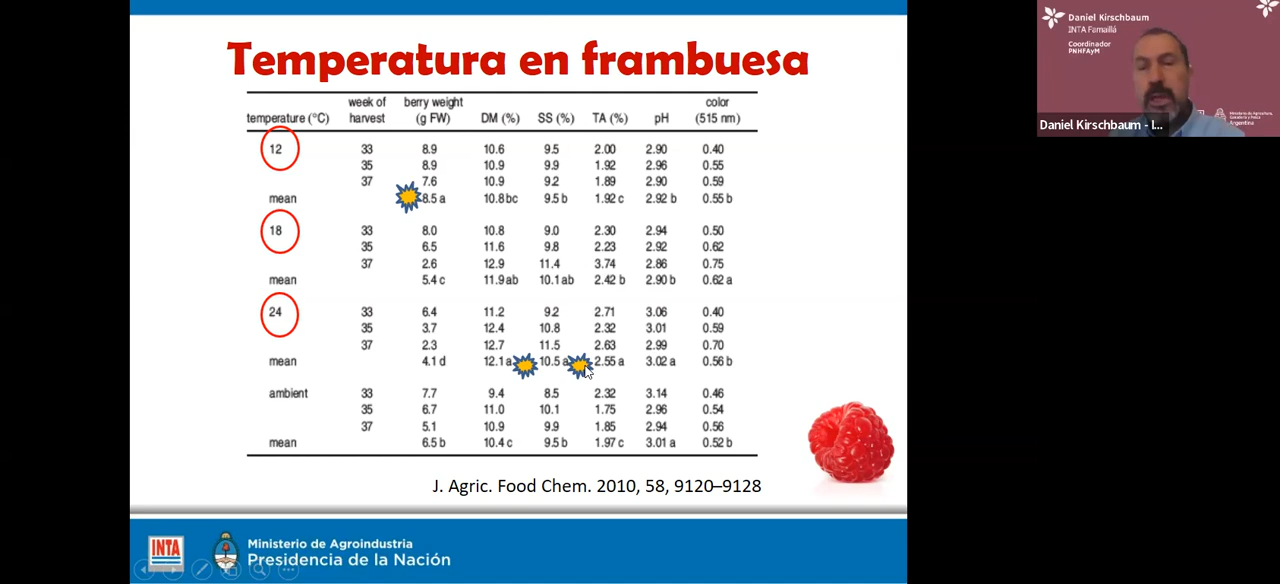 Temperatura en frambuesa
temperature (°C) week of harvest berry weight (g FW) DM (%) SS (%) TA (%) pH color (515 nm)
12 33 8.9 10.6 9.5 2.00 2.90 0.40
35 8.9 10.9 9.9 1.92 2.96 0.55
37 7.6 10.9 9.2 1.89 2.90 0.59
mean 8.5 a 10.8 bc 9.5 b 1.92 c 2.92 b 0.55 b
18 33 8.0 10.8 9.0 2.30 2.94 0.50
35 6.5 11.6 9.8 2.23 2.92 0.62
37 2.6 12.9 11.4 3.74 2.86 0.75
mean 5.4 c 11.9 ab 10.1 ab 2.42 b 2.90 b 0.62 a
24 33 6.4 11.2 9.2 2.71 3.06 0.40
35 3.7 12.4 10.8 2.32 3.01 0.59
37 2.3 12.7 11.5 2.63 2.99 0.70
mean 4.1 d 12.1 a 10.5 a 2.55 a 3.02 a 0.56 b
ambient 33 7.7 9.4 8.5 2.32 3.14 0.46
35 6.7 11.0 10.1 1.75 2.96 0.54
37 5.1 10.9 9.9 1.85 2.94 0.56
mean 6.5 b 10.4 c 9.5 b 1.97 c 3.01 a 0.52 b
J. Agric. Food Chem. 2010, 58, 9120–9128
INTA
Ministerio de Agroindustria
Presidencia de la Nación
Daniel Kirschbaum
INTA Famaillá
Coordinador
PNHFAyM
Argentina
Daniel Kirschbaum - I...